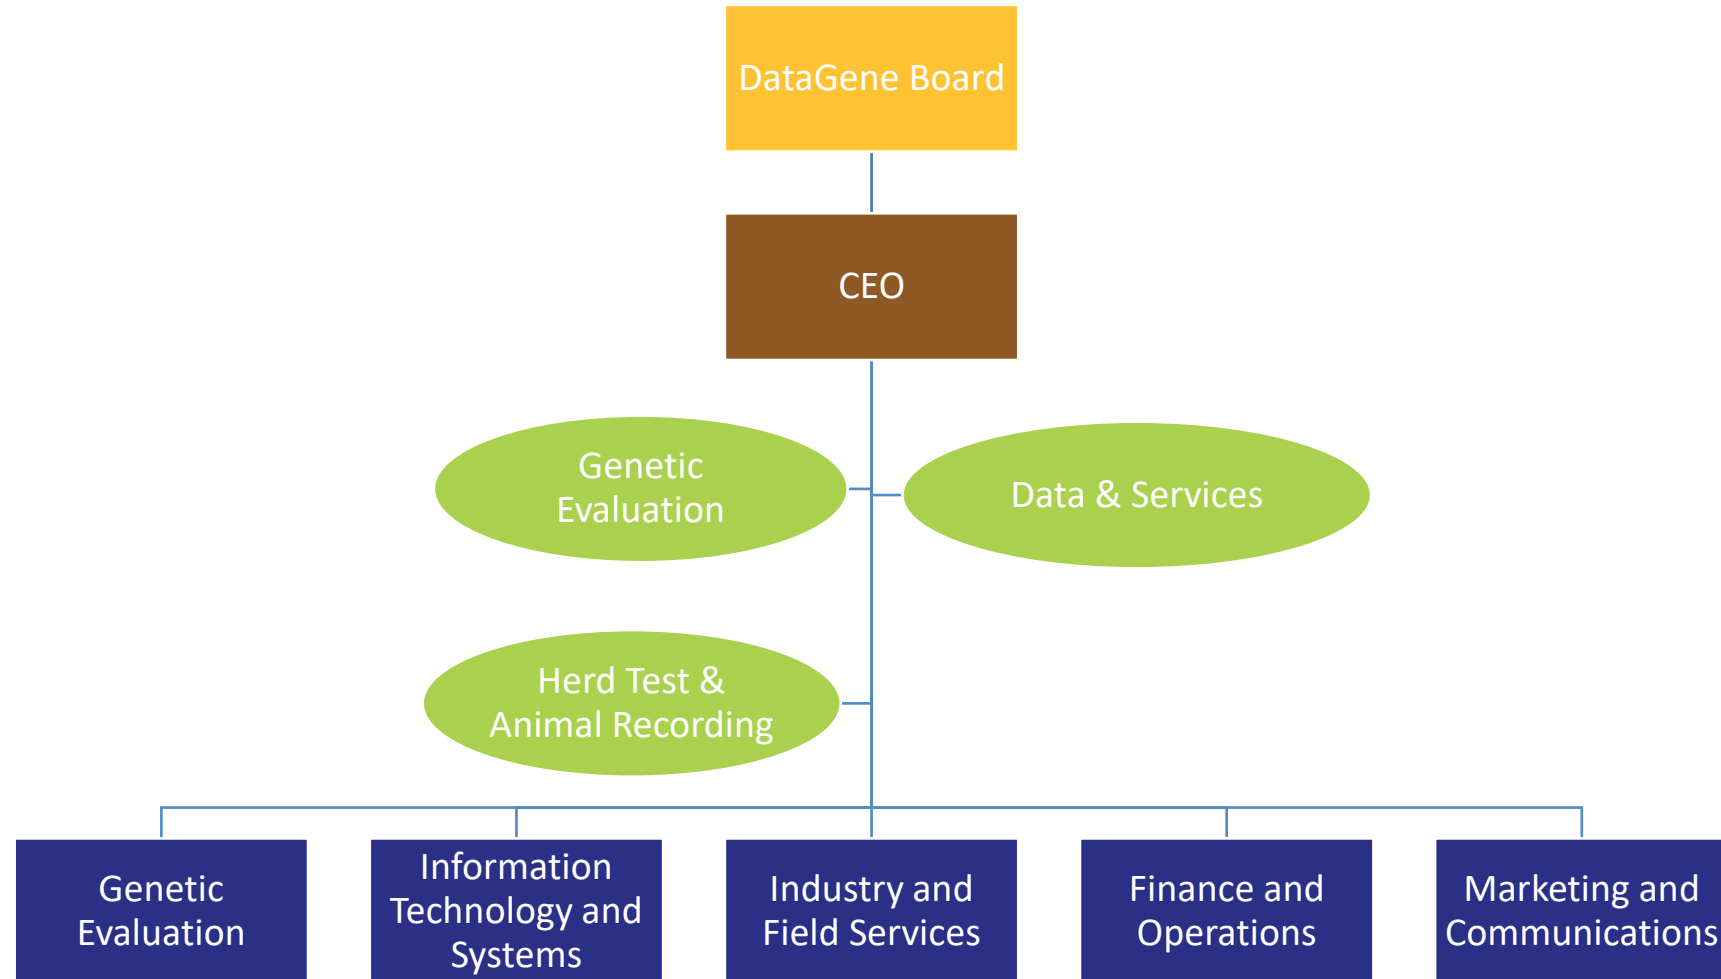 DataGene Board
CEO
Genetic
Evaluation
Data & Services
Herd Test &
Animal Recording
Genetic
Evaluation
Information
Technology and
Systems
Industry and
Field Services
Finance and
Operations
Marketing and
Communications